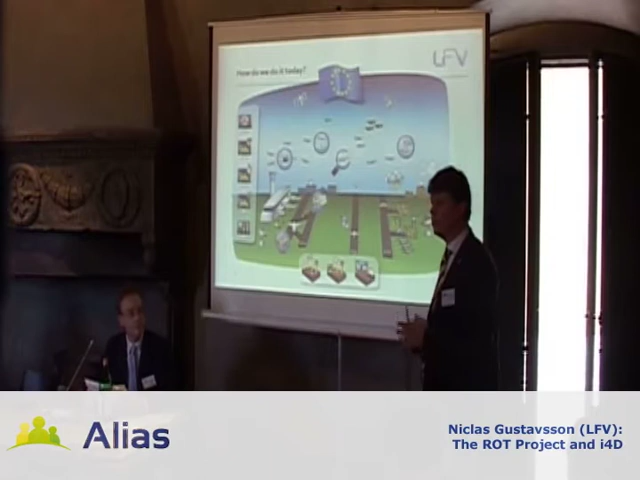 How do we do it today?
LFV
Alias
Niclas Gustavsson (LFV):
The ROT Project and i4D